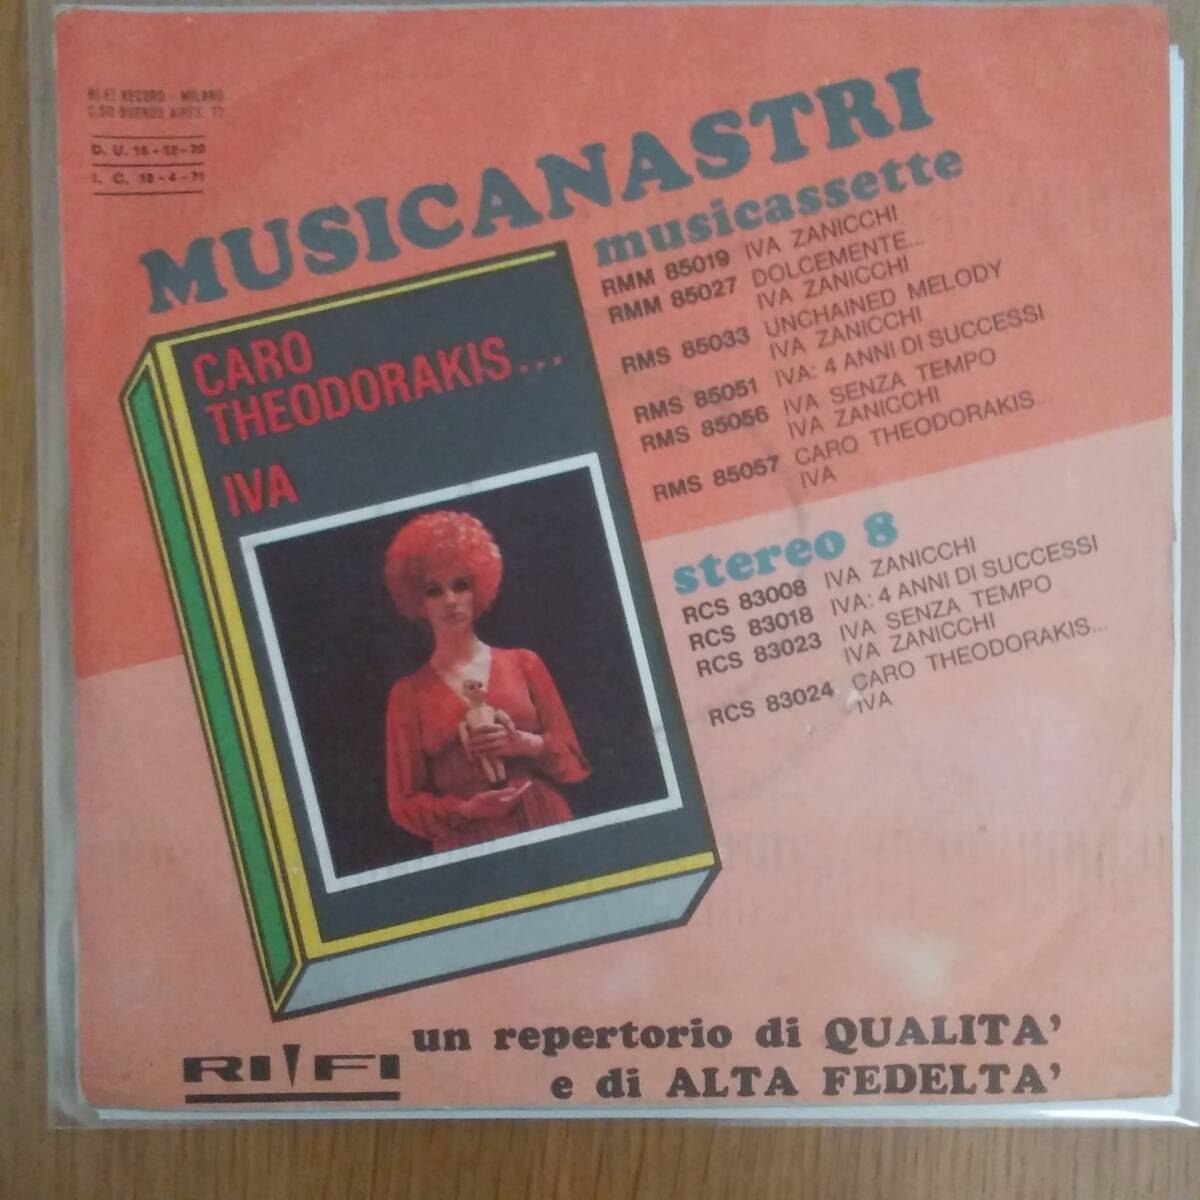 RI-FI RECORD - MILANO
C.SO BUENOS AIRES, 77
D. U. 15-12-70
I. C. 18-4-71
MUSICANASTRI
musicassette
RMM 85019 IVA ZANICCHI
RMM 85027 DOLCEMENTE...
IVA ZANICCHI
RMS 85033 UNCHAINED MELODY
IVA ZANICCHI
RMS 85051 IVA: 4 ANNI DI SUCCESSI
RMS 85056 IVA SENZA TEMPO
IVA ZANICCHI
RMS 85057 CARO THEODORAKIS...
IVA
stereo 8
RCS 83008 IVA ZANICCHI
RCS 83018 IVA: 4 ANNI DI SUCCESSI
RCS 83023 IVA SENZA TEMPO
IVA ZANICCHI
RCS 83024 CARO THEODORAKIS...
IVA
CARO
THEODORAKIS...
IVA
un repertorio di QUALITA'
e di ALTA FEDELTA'
RI FI